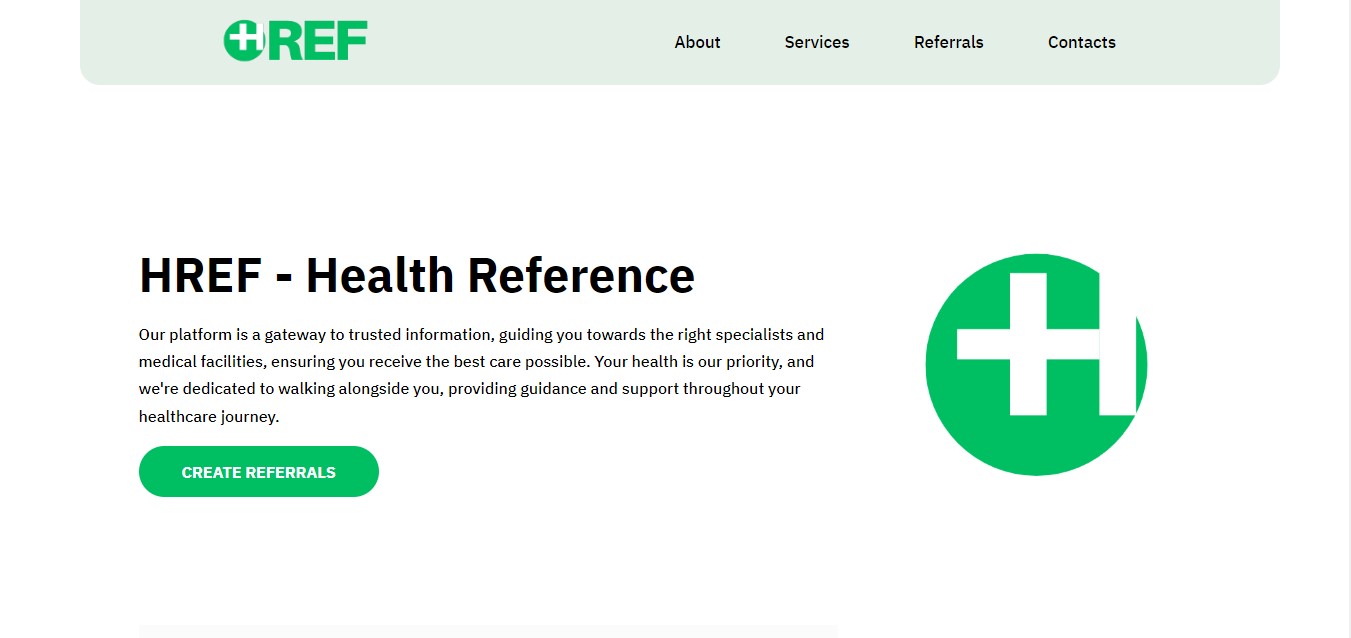 HREF
About
Services
Referrals
Contacts
HREF - Health Reference
Our platform is a gateway to trusted information, guiding you towards the right specialists and
medical facilities, ensuring you receive the best care possible. Your health is our priority, and
we're dedicated to walking alongside you, providing guidance and support throughout your
healthcare journey.
CREATE REFERRALS
H